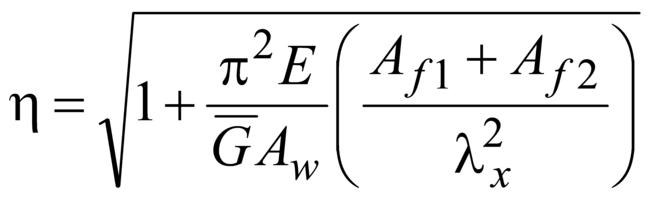 η = √(1 + (π²E / G̅A_w)((A_f1 + A_f2) / λ_x²))